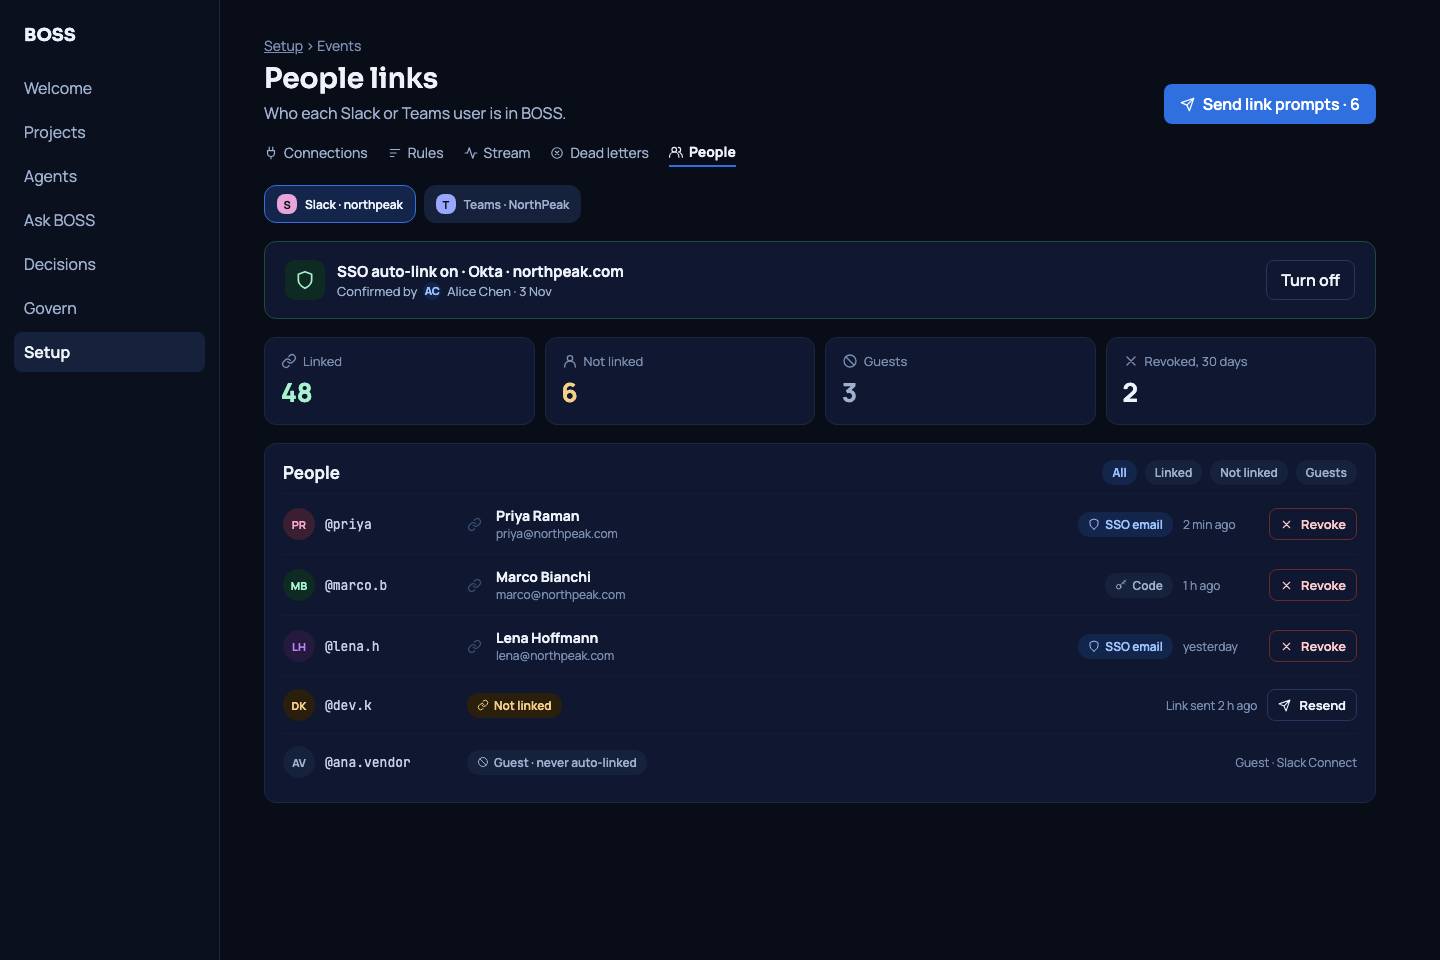 BOSS
Welcome
Projects
Agents
Ask BOSS
Decisions
Govern
Setup
Setup › Events
People links
Who each Slack or Teams user is in BOSS.
Send link prompts · 6
Connections Rules Stream Dead letters People
S Slack · northpeak T Teams · NorthPeak
SSO auto-link on · Okta · northpeak.com
Confirmed by AC Alice Chen · 3 Nov
Turn off
Linked
48
Not linked
6
Guests
3
Revoked, 30 days
2
People
All Linked Not linked Guests
PR @priya
Priya Raman
priya@northpeak.com
SSO email 2 min ago Revoke
MB @marco.b
Marco Bianchi
marco@northpeak.com
Code 1 h ago Revoke
LH @lena.h
Lena Hoffmann
lena@northpeak.com
SSO email yesterday Revoke
DK @dev.k Not linked Link sent 2 h ago Resend
AV @ana.vendor Guest · never auto-linked Guest · Slack Connect